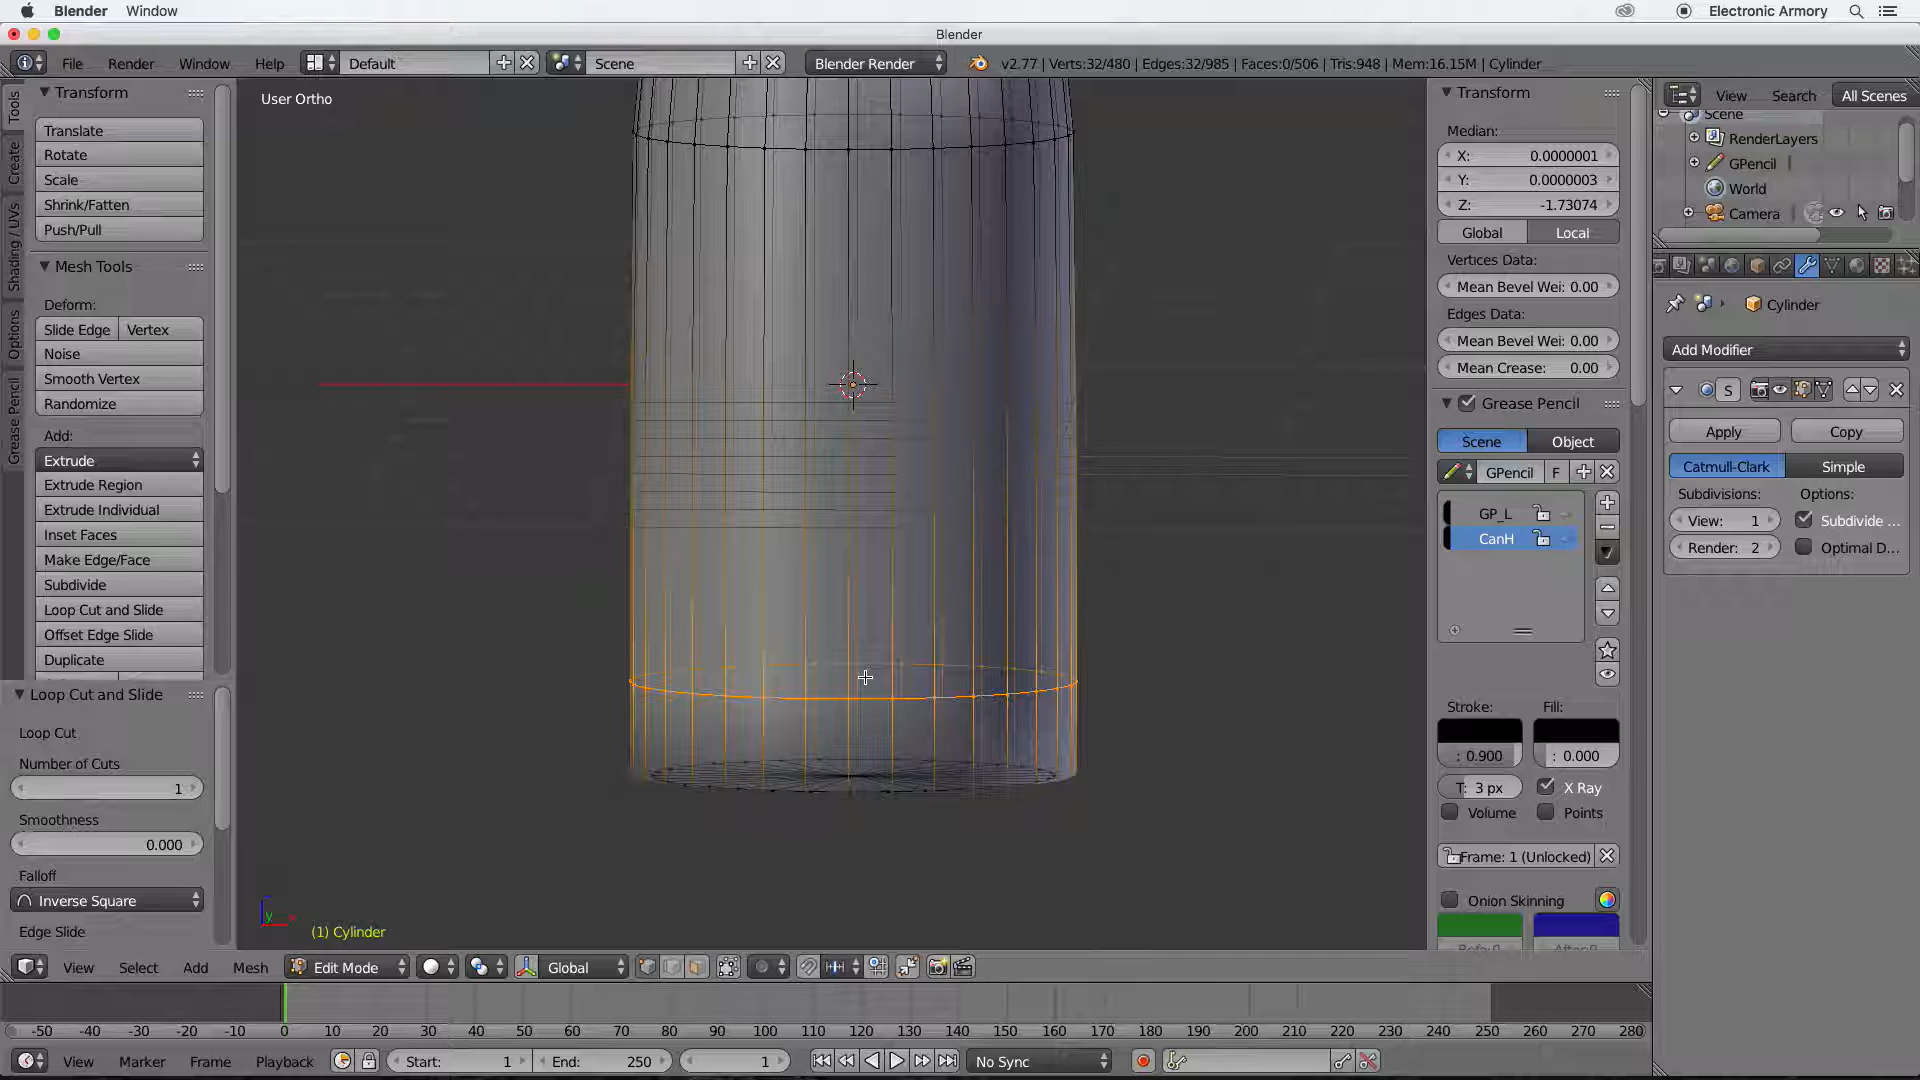 Blender Window Electronic Armory
Blender
File Render Window Help Default Scene Blender Render v2.77 | Verts:32/480 | Edges:32/985 | Faces:0/506 | Tris:948 | Mem:16.15M | Cylinder
Tools
Create
Shading / UVs
Options
Grease Pencil
Transform
Translate
Rotate
Scale
Shrink/Fatten
Push/Pull
Mesh Tools
Deform:
Slide Edge Vertex
Noise
Smooth Vertex
Randomize
Add:
Extrude
Extrude Region
Extrude Individual
Inset Faces
Make Edge/Face
Subdivide
Loop Cut and Slide
Offset Edge Slide
Duplicate
Loop Cut and Slide
Loop Cut
Number of Cuts
1
Smoothness
0.000
Falloff
Inverse Square
Edge Slide
User Ortho
y x
(1) Cylinder
Transform
Median:
X: 0.0000001
Y: 0.0000003
Z: -1.73074
Global Local
Vertices Data:
Mean Bevel Wei: 0.00
Edges Data:
Mean Bevel Wei: 0.00
Mean Crease: 0.00
Grease Pencil
Scene Object
GPencil F
GP_L
CanH
Stroke: Fill:
: 0.900 : 0.000
T: 3 px X Ray
Volume Points
Frame: 1 (Unlocked)
Onion Skinning
View Search All Scenes
Scene
RenderLayers
GPencil
World
Camera
Cylinder
Add Modifier
S
Apply Copy
Catmull-Clark Simple
Subdivisions: Options:
View: 1 Subdivide ...
Render: 2 Optimal D...
View Select Add Mesh Edit Mode Global
-50 -40 -30 -20 -10 0 10 20 30 40 50 60 70 80 90 100 110 120 130 140 150 160 170 180 190 200 210 220 230 240 250 260 270 280
View Marker Frame Playback Start: 1 End: 250 1 No Sync